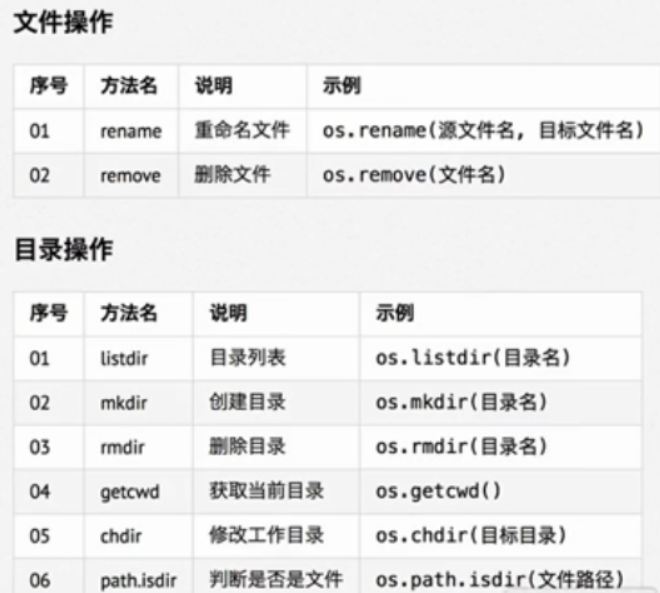 文件操作
序号 方法名 说明 示例
01 rename 重命名文件 os.rename(源文件名, 目标文件名)
02 remove 删除文件 os.remove(文件名)
目录操作
序号 方法名 说明 示例
01 listdir 目录列表 os.listdir(目录名)
02 mkdir 创建目录 os.mkdir(目录名)
03 rmdir 删除目录 os.rmdir(目录名)
04 getcwd 获取当前目录 os.getcwd()
05 chdir 修改工作目录 os.chdir(目标目录)
06 path.isdir 判断是否是文件 os.path.isdir(文件路径)